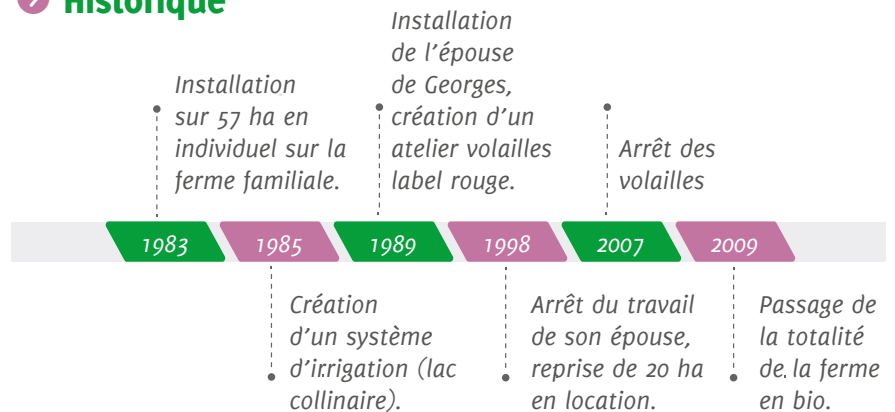 Historique
Installation
sur 57 ha en
individuel sur la
ferme familiale.
Installation
de l'épouse
de Georges,
création d'un
atelier volailles
label rouge.
Arrêt des
volailles
1983
1985
1989
1998
2007
2009
Création
d'un système
d'irrigation (lac
collinaire).
Arrêt du travail
de son épouse,
reprise de 20 ha
en location.
Passage de
la totalité
de la ferme
en bio.